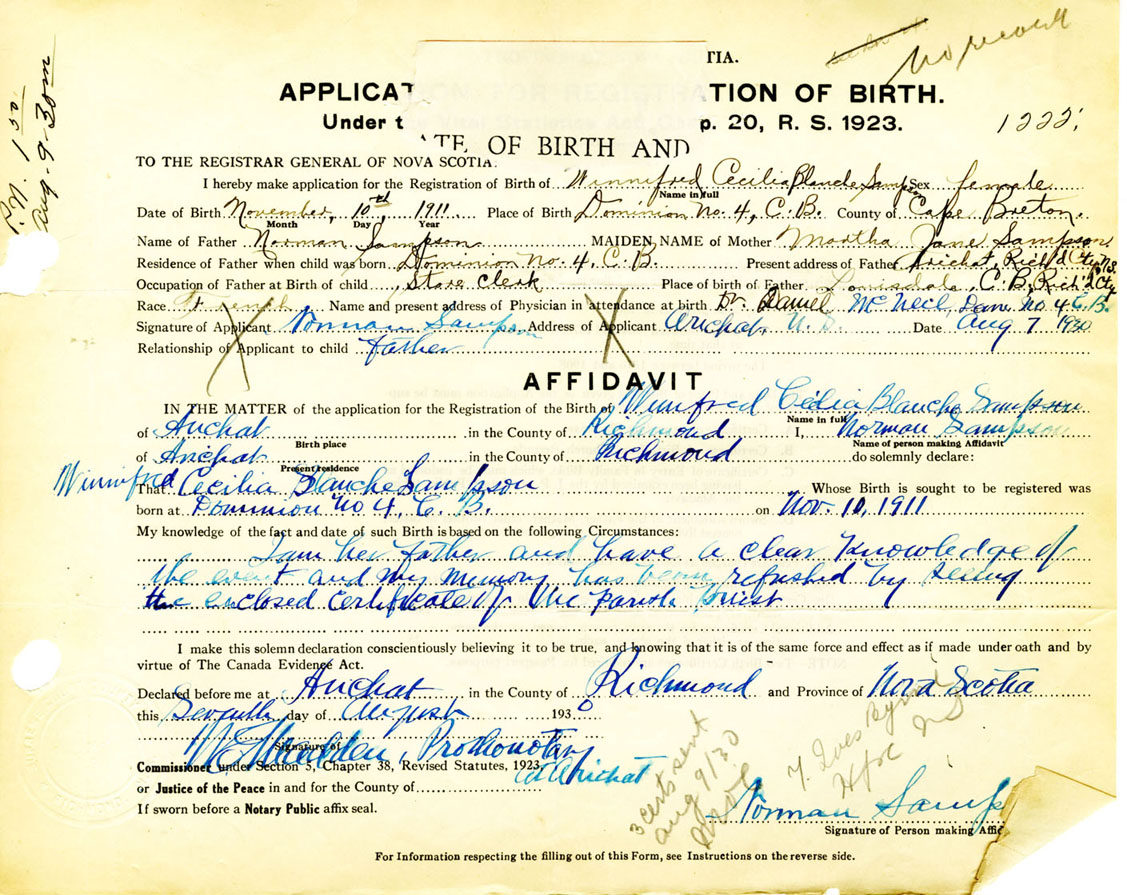 TIA.
No record
APPLICAT TION OF BIRTH.
Under t p. 20, R. S. 1923.
1222.
P.N. 1 50
Aug-9-30
TE OF BIRTH AND
TO THE REGISTRAR GENERAL OF NOVA SCOTIA.
I hereby make application for the Registration of Birth of Winnifred Cecilia Blanche Sampson Sex female
Name in full
Date of Birth November, 10th, 1911. Place of Birth Dominion No. 4, C.B. County of Cape Breton.
Month Day Year
Name of Father Norman Sampson MAIDEN NAME of Mother Martha Jane Sampson
Residence of Father when child was born Dominion No. 4, C.B. Present address of Father Arichat, Rich'd Cty N.S.
Occupation of Father at Birth of child Store Clerk Place of birth of Father Louisdale, C.B. Rich'd Cty
Race French Name and present address of Physician in attendance at birth Dr. Daniel McNeil, Dom. No 4 C.B.
Signature of Applicant Norman Samps Address of Applicant Arichat. N.S. Date Aug 7, 1930
Relationship of Applicant to child father
AFFIDAVIT
IN THE MATTER of the application for the Registration of the Birth of Winnifred Cecilia Blanche Sampson
Name in full
of Arichat in the County of Richmond I, Norman Sampson
Birth place Name of person making Affidavit
of Arichat in the County of Richmond do solemnly declare:
Present residence
Winnifred
That Cecilia Blanche Sampson Whose Birth is sought to be registered was
born at Dominion No 4, C. B. on Nov. 10, 1911
My knowledge of the fact and date of such Birth is based on the following Circumstances:
I am her father and have a clear knowledge of
the event and my memory has been refreshed by seeing
the enclosed certificate of the parish priest
I make this solemn declaration conscientiously believing it to be true, and knowing that it is of the same force and effect as if made under oath and by
virtue of The Canada Evidence Act.
Declared before me at Arichat in the County of Richmond and Province of Nova Scotia
this Seventh day of August 1930
Signature of
Madden, Prothonotary
Commissioner under Section 5, Chapter 38, Revised Statutes, 1923.
at Arichat
or Justice of the Peace in and for the County of
If sworn before a Notary Public affix seal.
3 certs sent
Aug 9/30
Norman Samps
Signature of Person making Affid
For Information respecting the filling out of this Form, see Instructions on the reverse side.